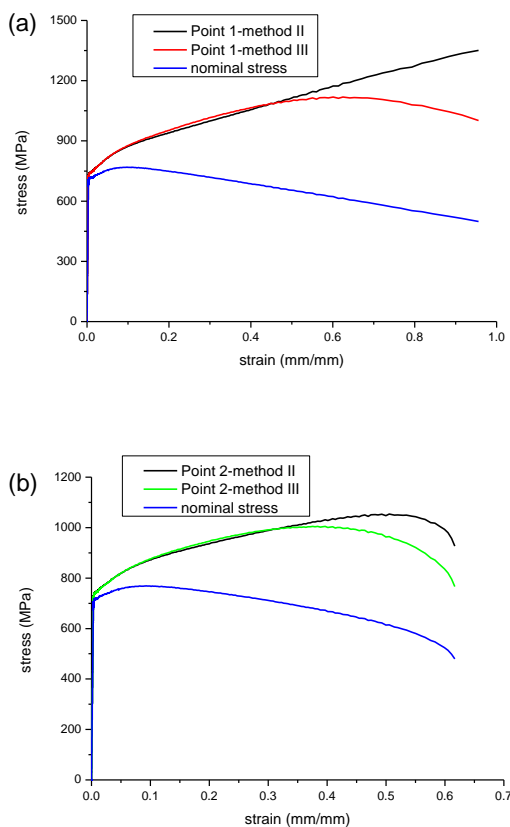 (a)
Point 1-method II
Point 1-method III
nominal stress
1500
1200
900
600
300
0
stress (MPa)
0.0 0.2 0.4 0.6 0.8 1.0
strain (mm/mm)
(b)
Point 2-method II
Point 2-method III
nominal stress
1200
1000
800
600
400
200
0
stress (MPa)
0.0 0.1 0.2 0.3 0.4 0.5 0.6 0.7
strain (mm/mm)